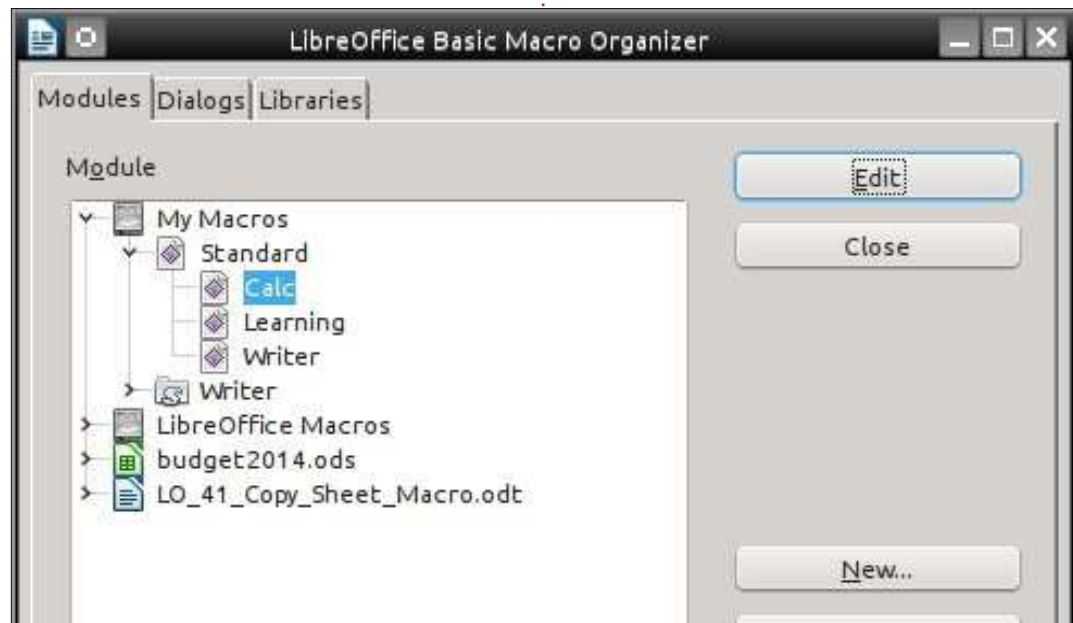 LibreOffice Basic Macro Organizer
Modules Dialogs Libraries
Module
Edit
My Macros
Standard
Close
Calc
Learning
Writer
Writer
LibreOffice Macros
budget2014.ods
LO_41_Copy_Sheet_Macro.odt
New...